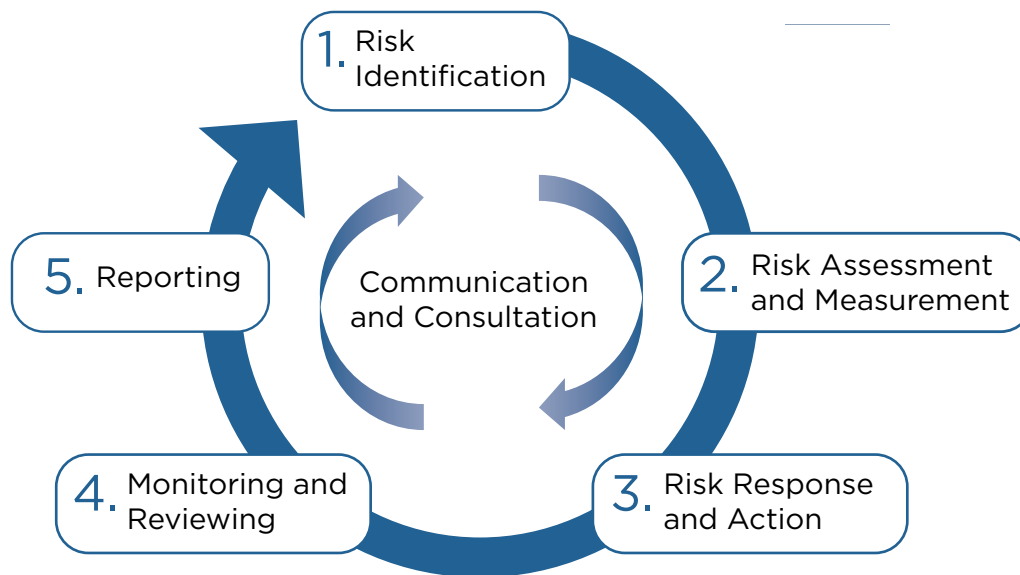 1. Risk
Identification
2. Risk Assessment
and Measurement
3. Risk Response
and Action
4. Monitoring and
Reviewing
5. Reporting
Communication
and Consultation